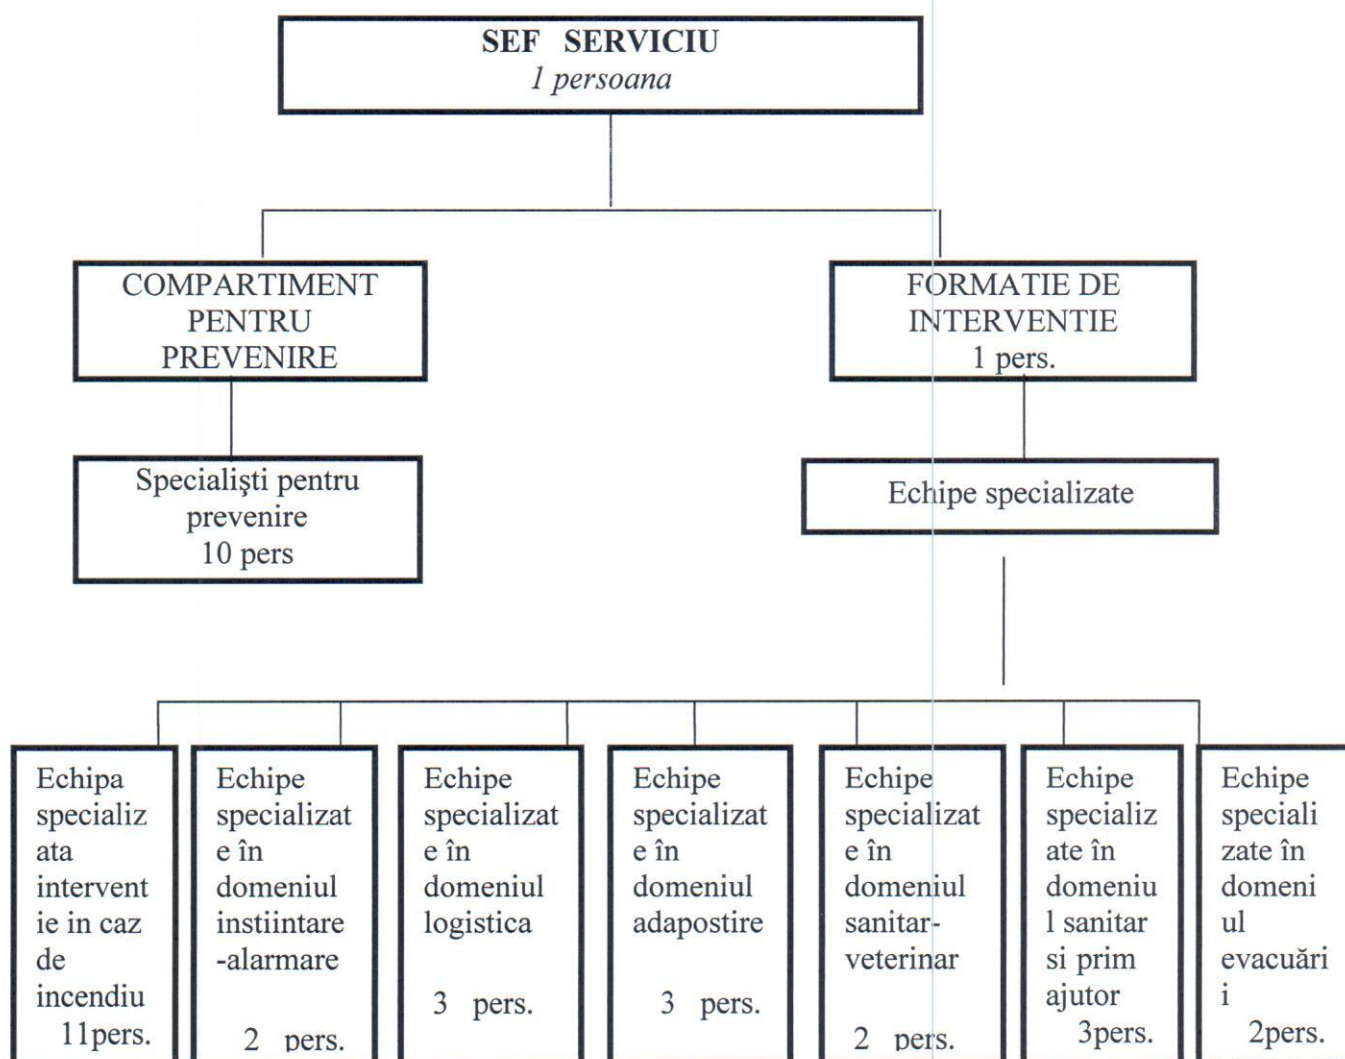 SEF SERVICIU
1 persoana
COMPARTIMENT
PENTRU
PREVENIRE
FORMATIE DE
INTERVENTIE
1 pers.
Specialişti pentru
prevenire
10 pers
Echipe specializate
Echipa
specializ
ata
intervent
ie in caz
de
incendiu
11pers.
Echipe
specializat
e în
domeniul
instiintare
-alarmare
2 pers.
Echipe
specializat
e în
domeniul
logistica
3 pers.
Echipe
specializat
e în
domeniul
adapostire
3 pers.
Echipe
specializat
e în
domeniul
sanitar-
veterinar
2 pers.
Echipe
specializ
ate în
domeniu
l sanitar
si prim
ajutor
3pers.
Echipe
speciali
zate în
domeni
ul
evacuări
i
2pers.